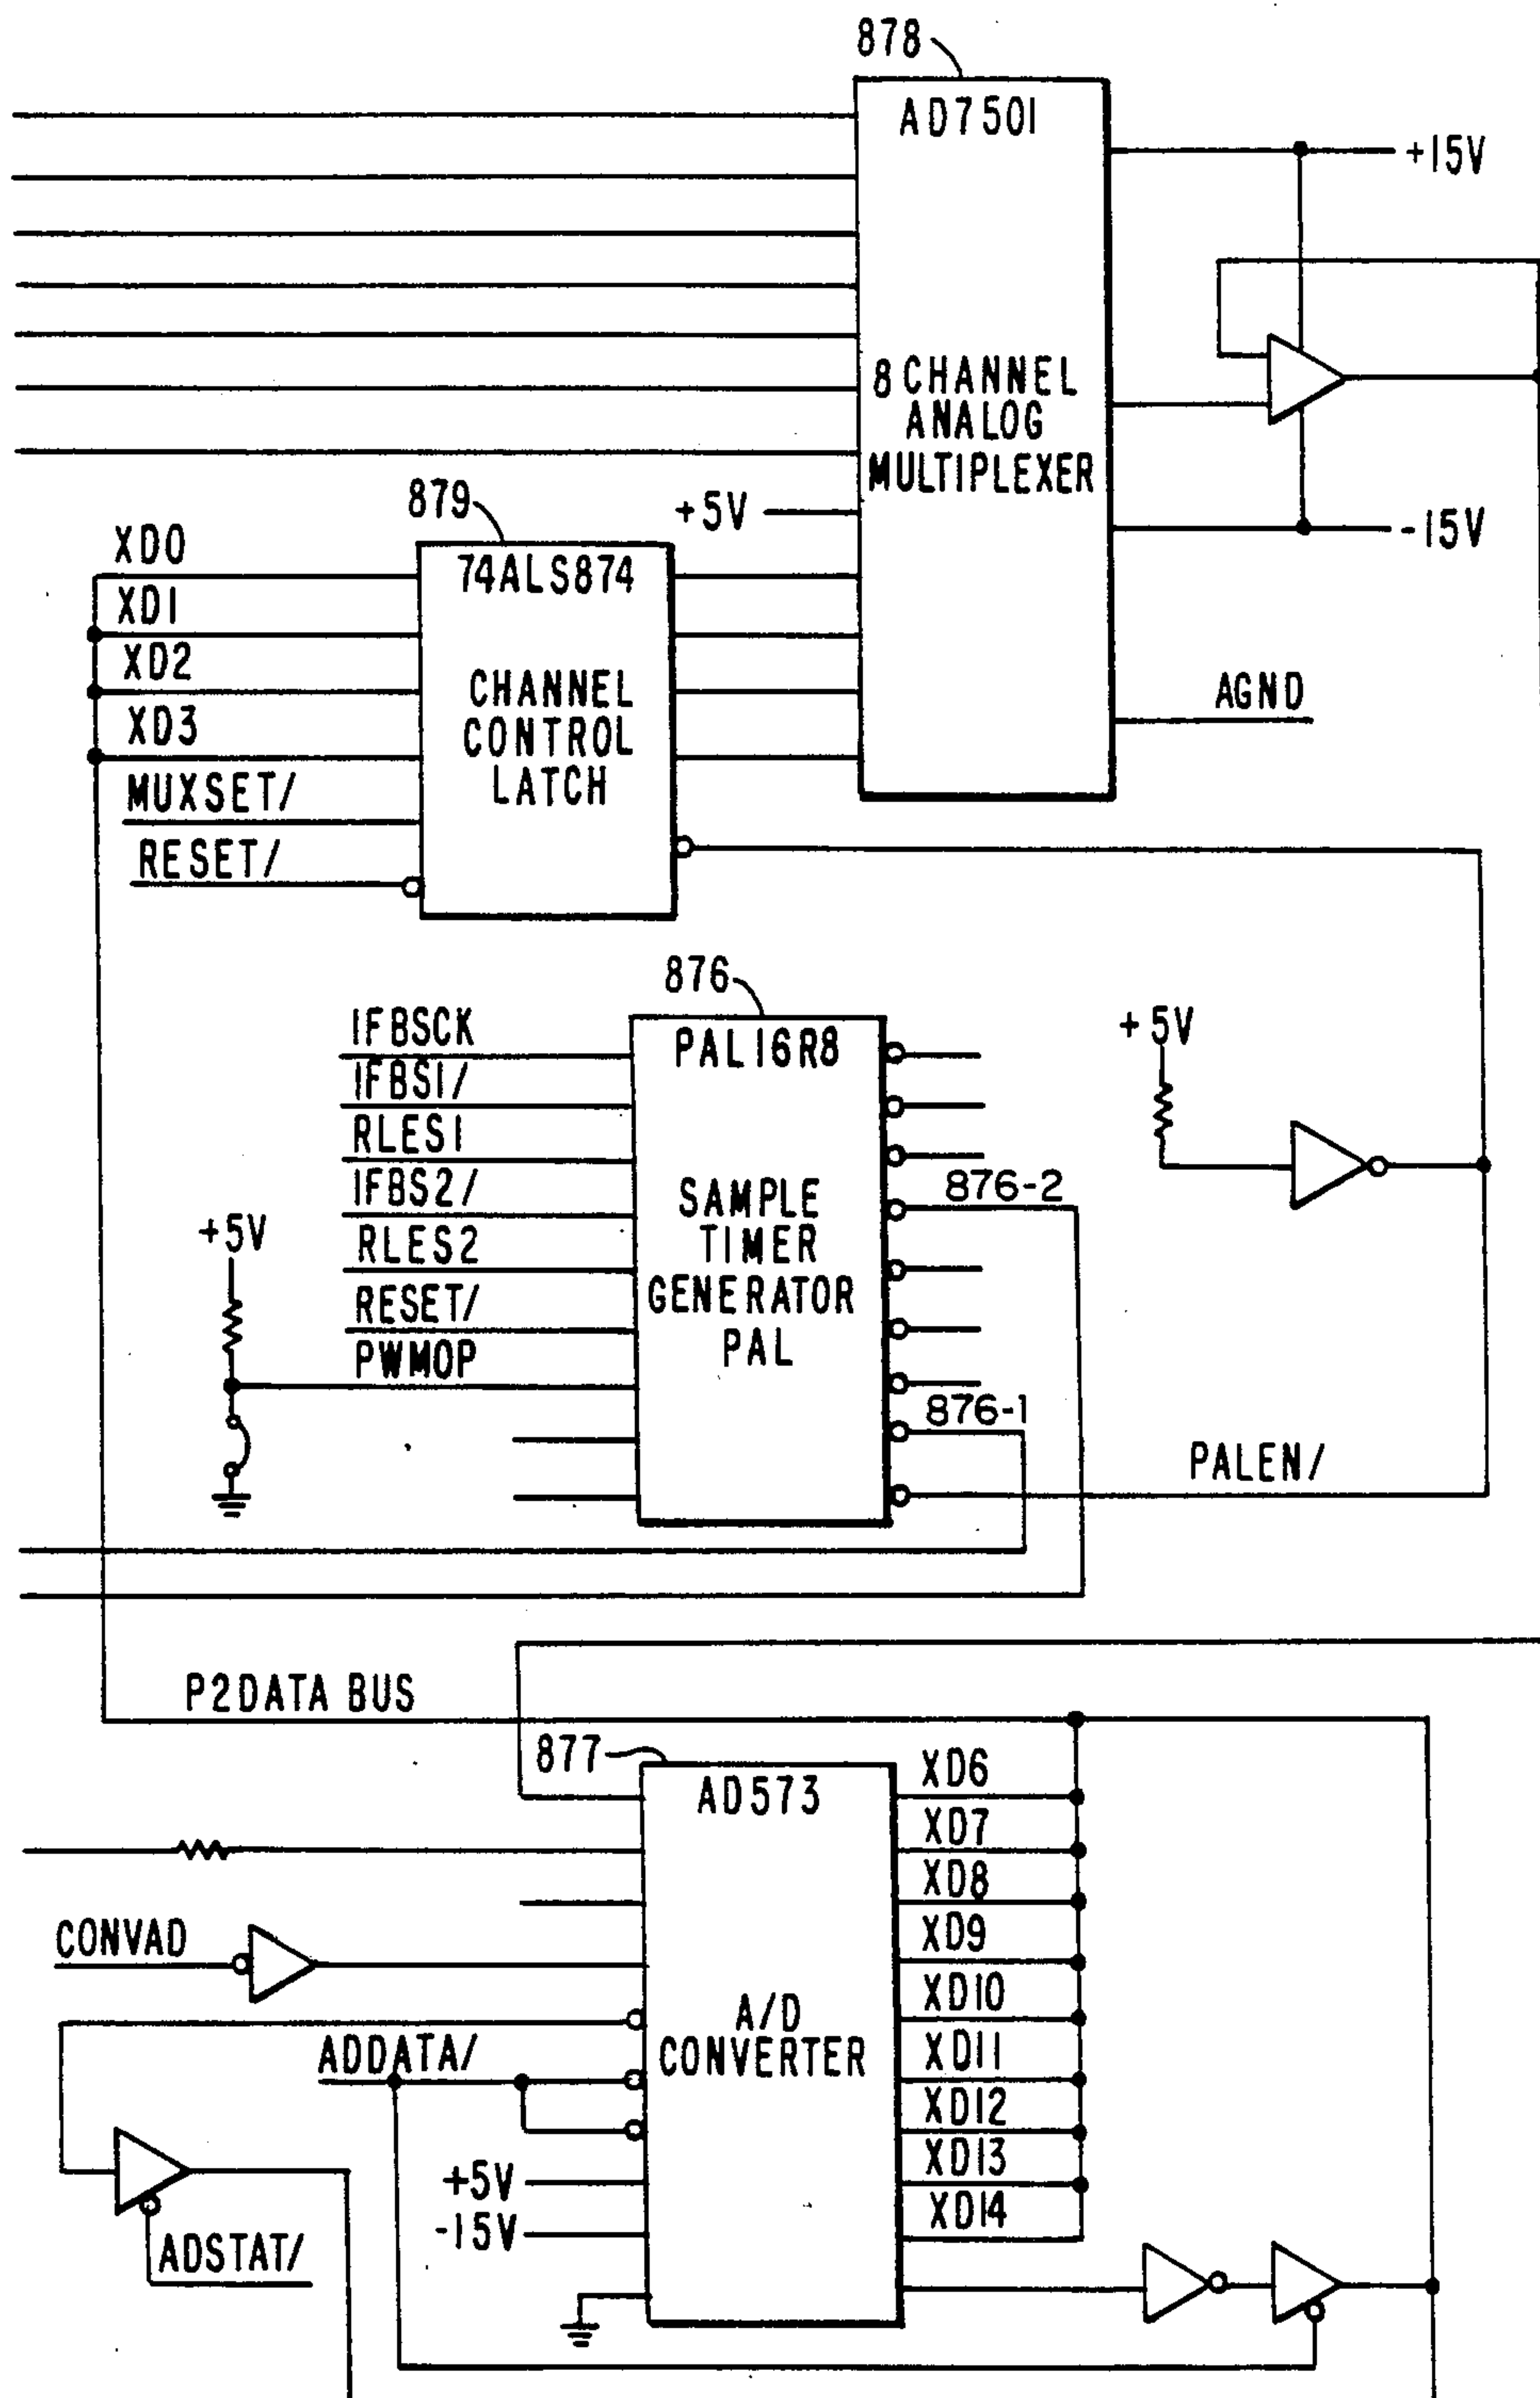 878
AD7501
+15V
8 CHANNEL
ANALOG
MULTIPLEXER
879
+5V
-15V
XD0
74ALS874
XD1
XD2
CHANNEL
CONTROL
LATCH
AGND
XD3
MUXSET/
RESET/
876
IFBSCK
PAL16R8
+5V
IFBS1/
RLES1
IFBS2/
876-2
SAMPLE
TIMER
GENERATOR
PAL
+5V
RLES2
RESET/
PWMOP
876-1
PALEN/
P2DATA BUS
877
AD573
XD6
XD7
XD8
CONVAD
XD9
XD10
A/D
CONVERTER
ADDATA/
XD11
XD12
XD13
+5V
XD14
-15V
ADSTAT/